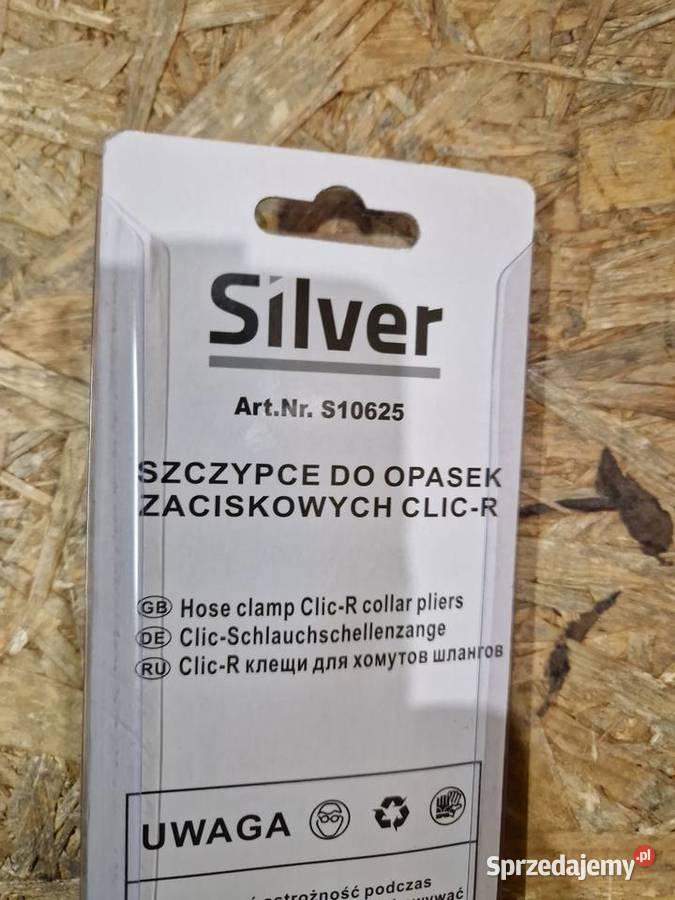 Silver
Art.Nr. S10625
SZCZYPCE DO OPASEK
ZACISKOWYCH CLIC-R
GB Hose clamp Clic-R collar pliers
DE Clic-Schlauchschellenzange
RU Clic-R клещи для хомутов шлангов
UWAGA
ostrożność podczas
Sprzedajemy.pl